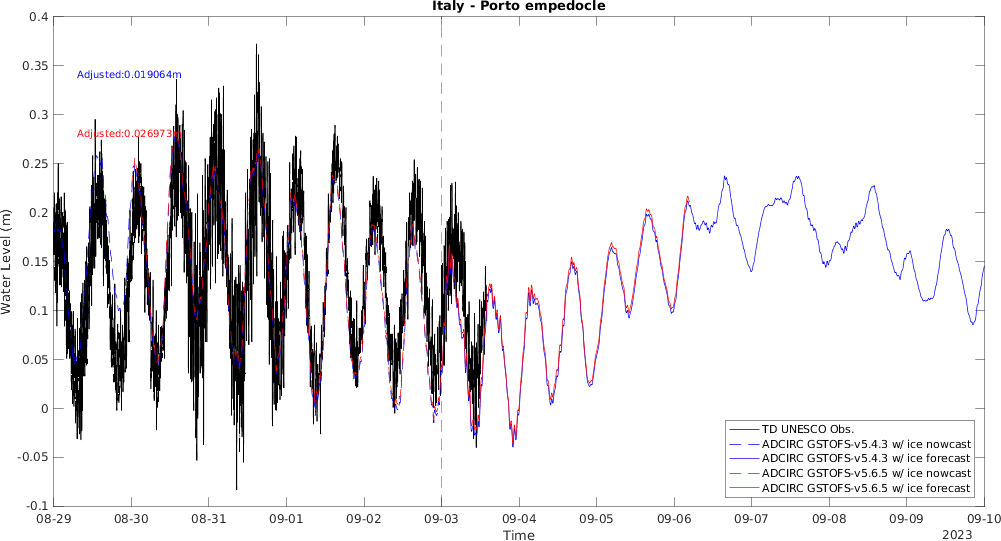 Italy - Porto empedocle
Water Level (m)
0.4
0.35
0.3
0.25
0.2
0.15
0.1
0.05
0
-0.05
-0.1
Adjusted:0.019064m
Adjusted:0.026973m
TD UNESCO Obs.
ADCIRC GSTOFS-v5.4.3 w/ ice nowcast
ADCIRC GSTOFS-v5.4.3 w/ ice forecast
ADCIRC GSTOFS-v5.6.5 w/ ice nowcast
ADCIRC GSTOFS-v5.6.5 w/ ice forecast
08-29 08-30 08-31 09-01 09-02 09-03 09-04 09-05 09-06 09-07 09-08 09-09 09-10
Time
2023